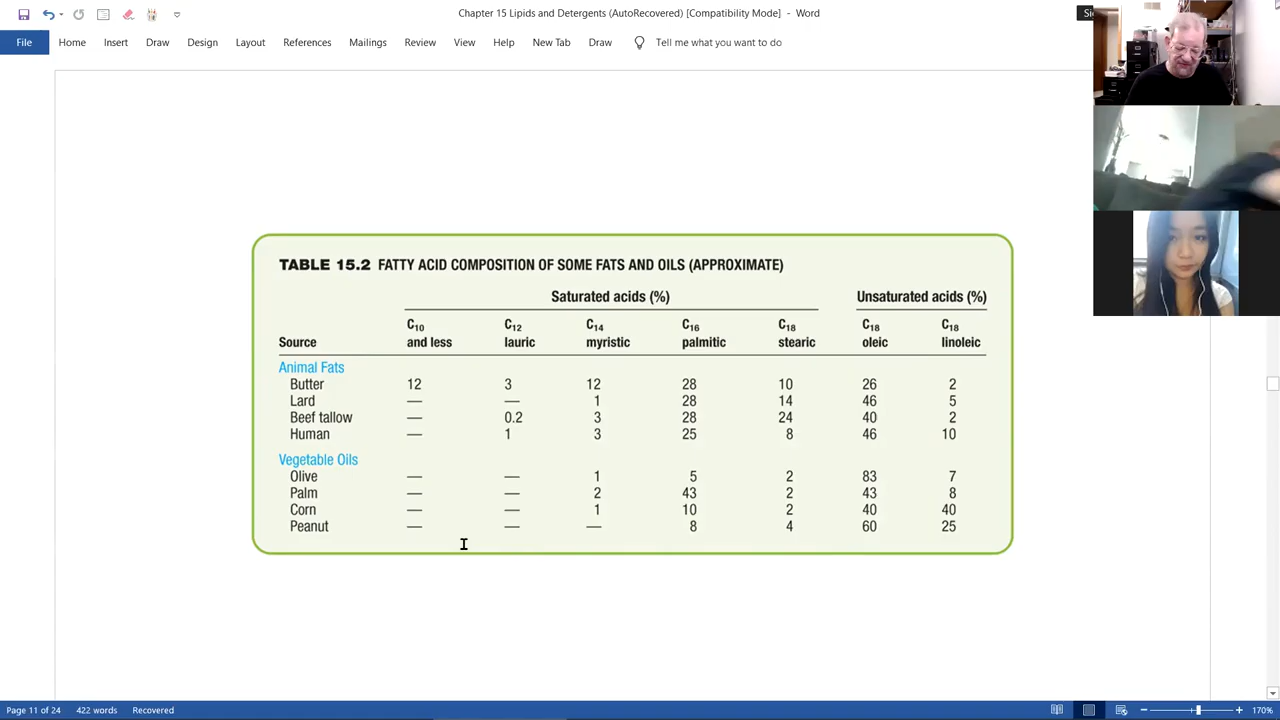 Chapter 15 Lipids and Detergents (AutoRecovered) [Compatibility Mode] - Word
File Home Insert Draw Design Layout References Mailings Review View Help New Tab Draw Tell me what you want to do
TABLE 15.2 FATTY ACID COMPOSITION OF SOME FATS AND OILS (APPROXIMATE)
Saturated acids (%) Unsaturated acids (%)
C10 C12 C14 C16 C18 C18 C18
Source and less lauric myristic palmitic stearic oleic linoleic
Animal Fats
Butter 12 3 12 28 10 26 2
Lard — — 1 28 14 46 5
Beef tallow — 0.2 3 28 24 40 2
Human — 1 3 25 8 46 10
Vegetable Oils
Olive — — 1 5 2 83 7
Palm — — 2 43 2 43 8
Corn — — 1 10 2 40 40
Peanut — — — 8 4 60 25
Page 11 of 24 422 words Recovered 170%